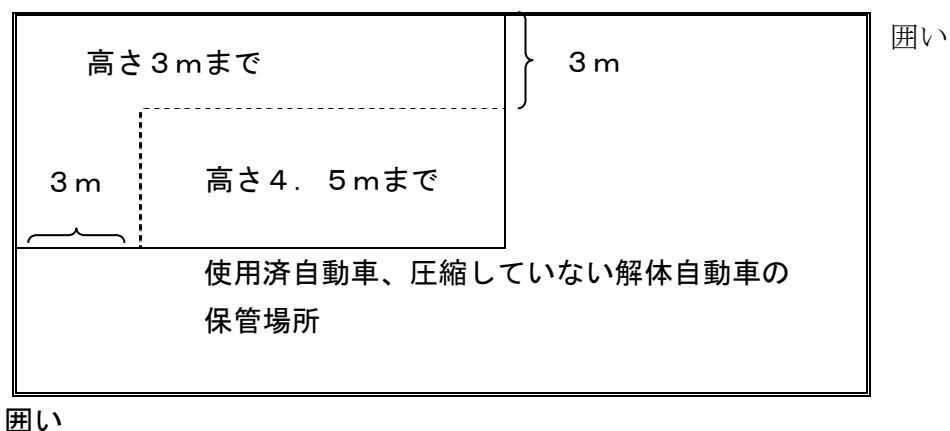 囲い
高さ3mまで
3m
3m
高さ4.5mまで
使用済自動車、圧縮していない解体自動車の
保管場所
囲い